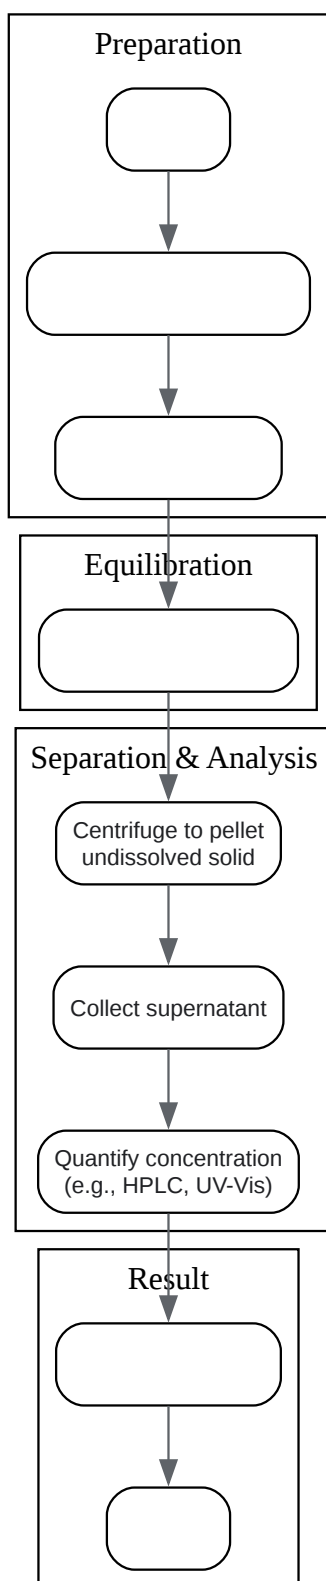 Preparation
Equilibration
Separation & Analysis
Centrifuge to pellet
undissolved solid
Collect supernatant
Quantify concentration
(e.g., HPLC, UV-Vis)
Result